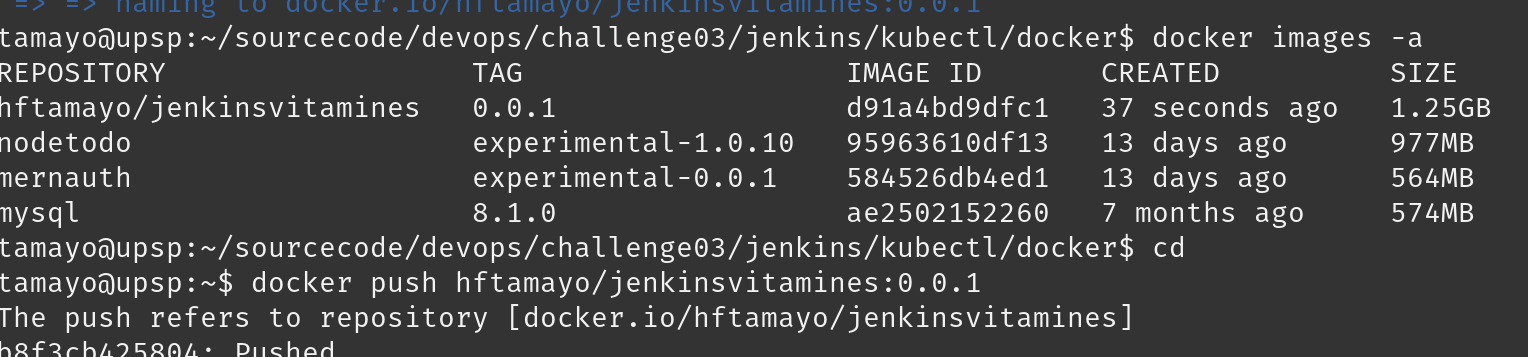 => => naming to docker.io/hftamayo/jenkinsvitamines:0.0.1
tamayo@upsp:~/sourcecode/devops/challenge03/jenkins/kubectl/docker$ docker images -a
REPOSITORY TAG IMAGE ID CREATED SIZE
hftamayo/jenkinsvitamines 0.0.1 d91a4bd9dfc1 37 seconds ago 1.25GB
nodetodo experimental-1.0.10 95963610df13 13 days ago 977MB
mernauth experimental-0.0.1 584526db4ed1 13 days ago 564MB
mysql 8.1.0 ae2502152260 7 months ago 574MB
tamayo@upsp:~/sourcecode/devops/challenge03/jenkins/kubectl/docker$ cd
tamayo@upsp:~$ docker push hftamayo/jenkinsvitamines:0.0.1
The push refers to repository [docker.io/hftamayo/jenkinsvitamines]
b8f3cb425804: Pushed